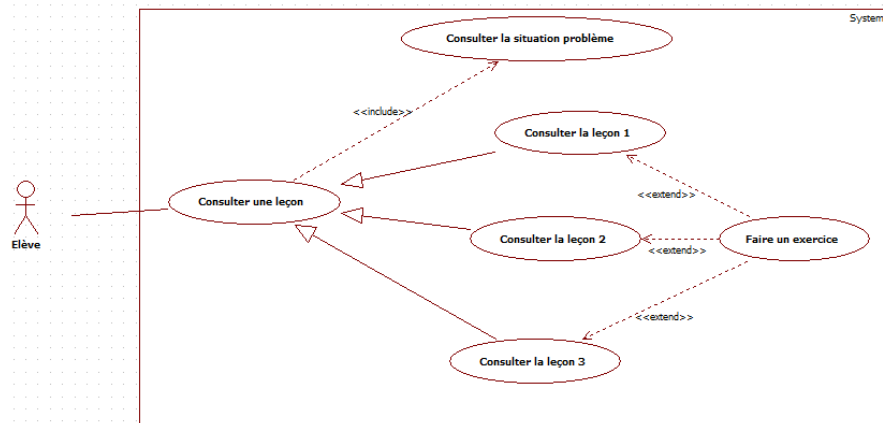 System
Consulter la situation problème
<<include>>
Consulter la leçon 1
<<extend>>
Consulter une leçon
Elève
Consulter la leçon 2
<<extend>>
Faire un exercice
<<extend>>
Consulter la leçon 3